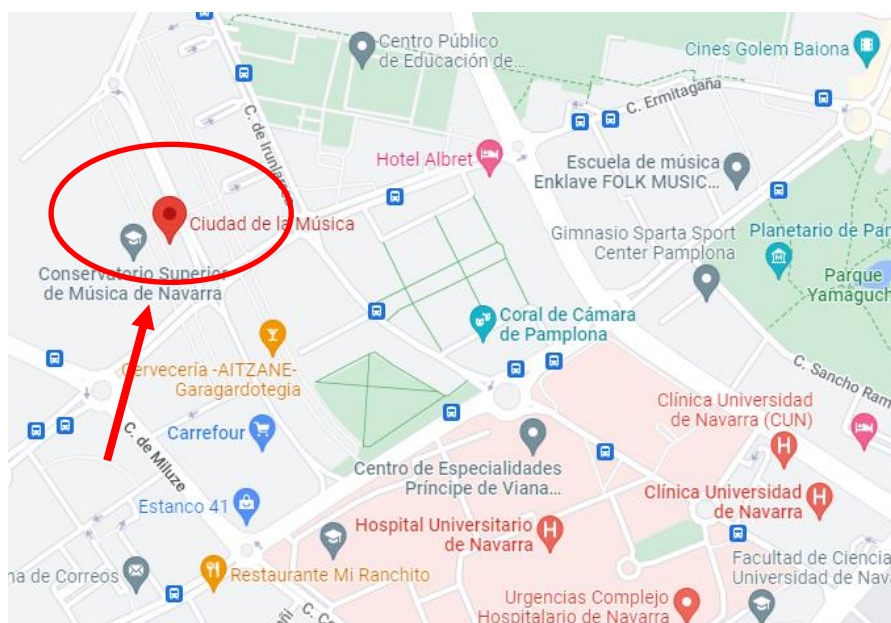 Centro Público
de Educación de...
Cines Golem Baiona
C. Ermitagaña
C. de Irunlarrea
Hotel Albret
Escuela de música
Enklave FOLK MUSIC...
Ciudad de la Música
Gimnasio Sparta Sport
Center Pamplona
Planetario de Pam
Conservatorio Superior
de Música de Navarra
Parque
Yamaguch
Coral de Cámara
de Pamplona
Cervecería -AITZANE-
Garagardotegia
C. Sancho Ram
Clínica Universidad
de Navarra (CUN)
Carrefour
C. de Miluze
Centro de Especialidades
Príncipe de Viana...
Clínica Universidad
de Navarra
Estanco 41
Hospital Universitario
de Navarra
na de Correos
Restaurante Mi Ranchito
Facultad de Ciencia
Universidad de Nav
Urgencias Complejo
Hospitalario de Navarra